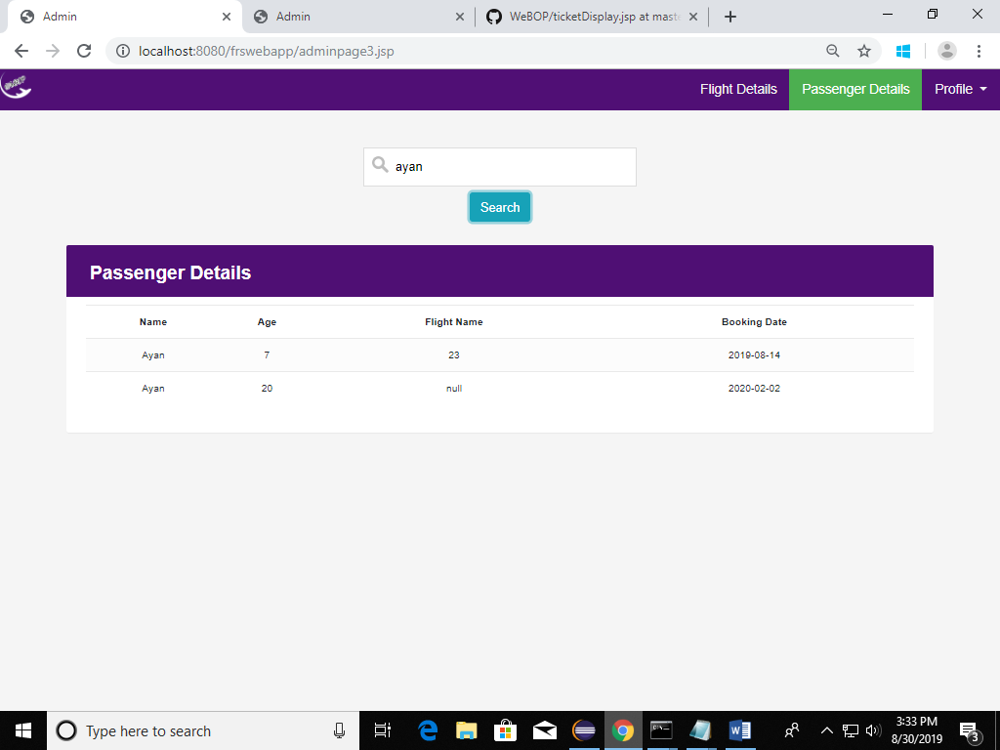 Admin
Admin
WeBOP/ticketDisplay.jsp at mast
localhost:8080/frswebapp/adminpage3.jsp
Flight Details Passenger Details Profile
ayan
Search
Passenger Details
Name Age Flight Name Booking Date
Ayan 7 23 2019-08-14
Ayan 20 null 2020-02-02
Type here to search
3:33 PM
8/30/2019
3